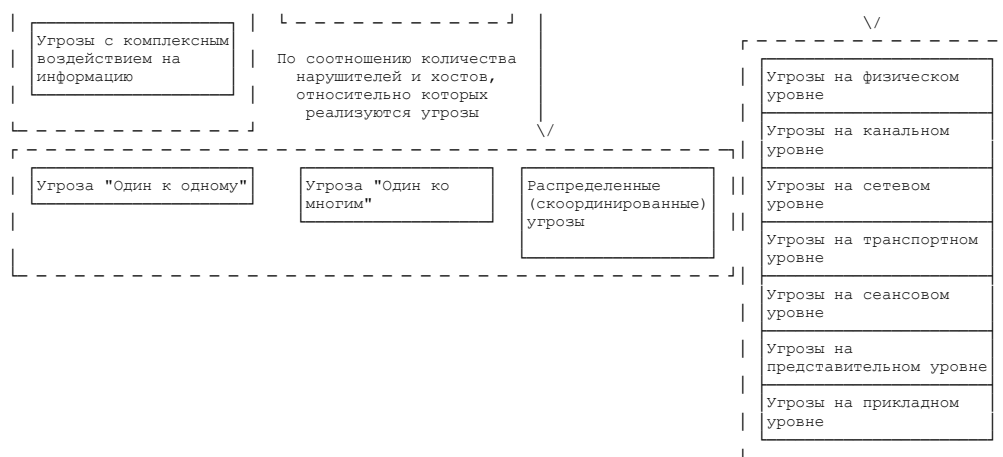 Угрозы с комплексным
воздействием на
информацию
По соотношению количества
нарушителей и хостов,
относительно которых
реализуются угрозы
Угроза "Один к одному"
Угроза "Один ко
многим"
Распределенные
(скоординированные)
угрозы
Угрозы на физическом
уровне
Угрозы на канальном
уровне
Угрозы на сетевом
уровне
Угрозы на транспортном
уровне
Угрозы на сеансовом
уровне
Угрозы на
представительном уровне
Угрозы на прикладном
уровне